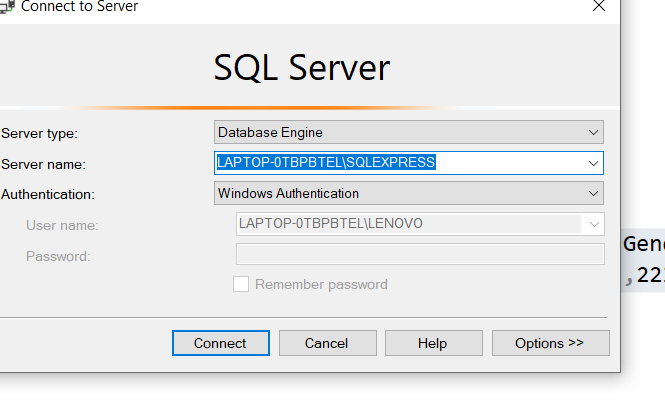 Connect to Server
SQL Server
Server type: Database Engine
Server name: LAPTOP-0TBPBTEL\SQLEXPRESS
Authentication: Windows Authentication
User name: LAPTOP-0TBPBTEL\LENOVO
Password:
Remember password
Connect Cancel Help Options >>
Gen
,22